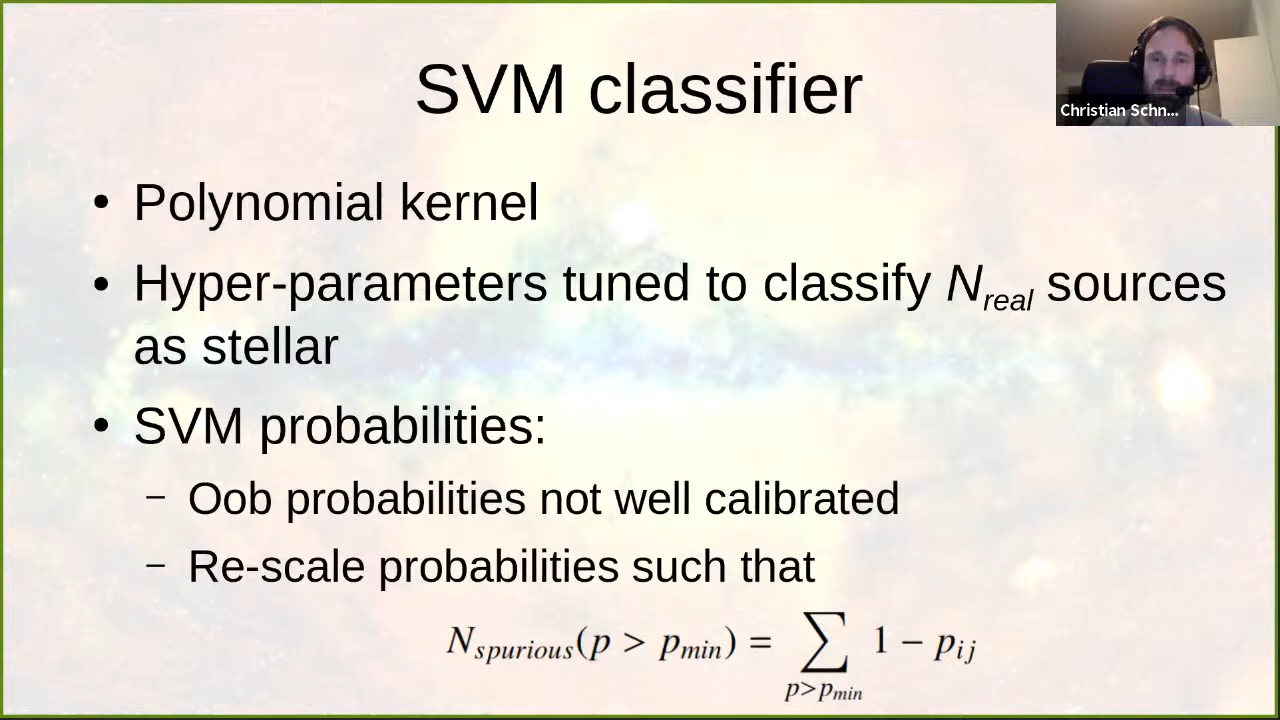 SVM classifier
Christian Schn...
• Polynomial kernel
• Hyper-parameters tuned to classify N_real sources
as stellar
• SVM probabilities:
– Oob probabilities not well calibrated
– Re-scale probabilities such that
N_spurious(p > p_min) = ∑_{p>p_min} 1 − p_ij